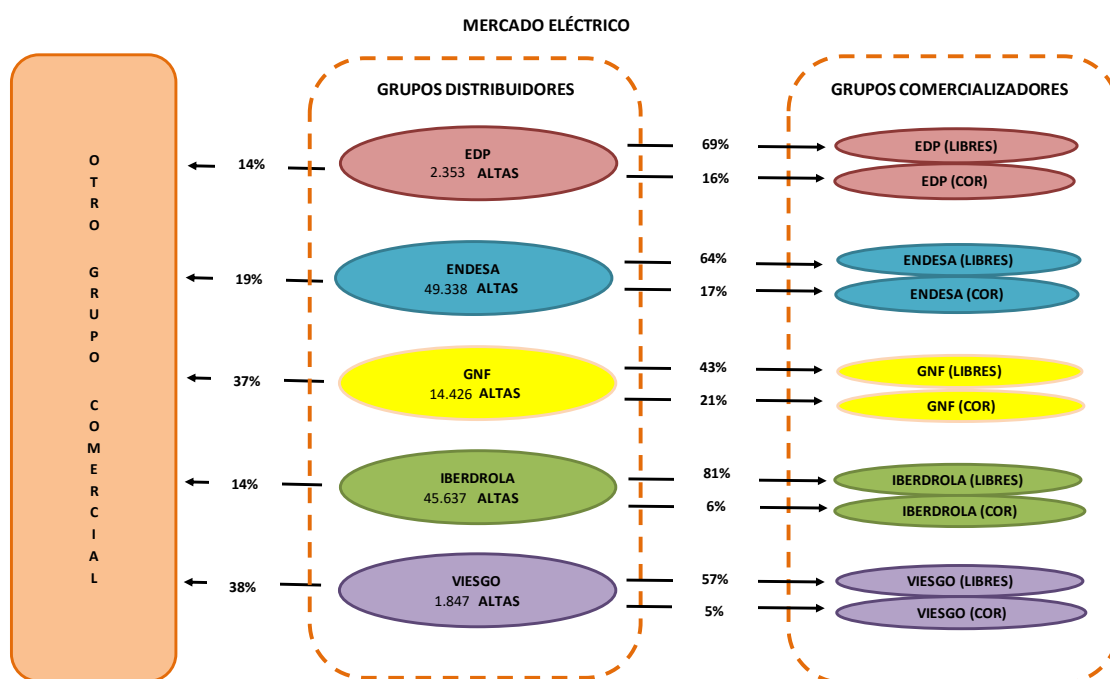 MERCADO ELÉCTRICO
OTRO GRUPO COMERCIAL
GRUPOS DISTRIBUIDORES
GRUPOS COMERCIALIZADORES
14%
EDP
2.353 ALTAS
69%
16%
EDP (LIBRES)
EDP (COR)
19%
ENDESA
49.338 ALTAS
64%
17%
ENDESA (LIBRES)
ENDESA (COR)
37%
GNF
14.426 ALTAS
43%
21%
GNF (LIBRES)
GNF (COR)
14%
IBERDROLA
45.637 ALTAS
81%
6%
IBERDROLA (LIBRES)
IBERDROLA (COR)
38%
VIESGO
1.847 ALTAS
57%
5%
VIESGO (LIBRES)
VIESGO (COR)